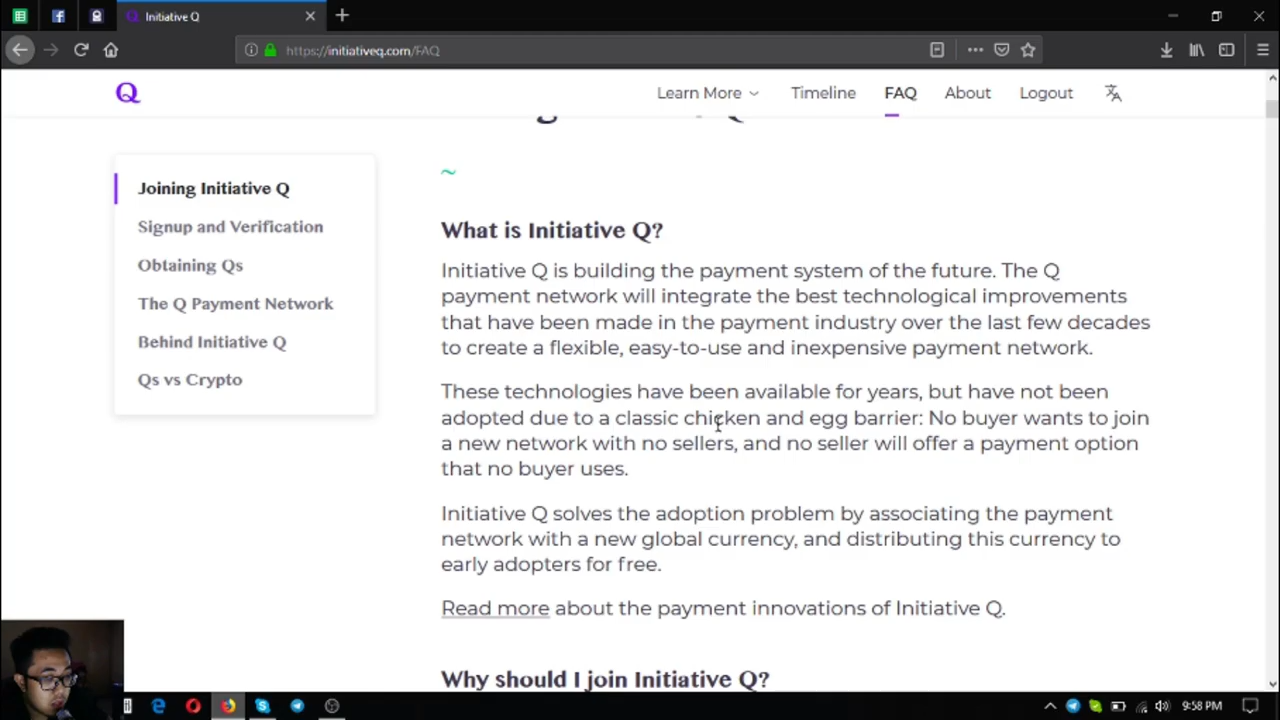 Initiative Q
https://initiativeq.com/FAQ
Q
Learn More
Timeline
FAQ
About
Logout
Joining Initiative Q
Signup and Verification
Obtaining Qs
The Q Payment Network
Behind Initiative Q
Qs vs Crypto
~
What is Initiative Q?
Initiative Q is building the payment system of the future. The Q
payment network will integrate the best technological improvements
that have been made in the payment industry over the last few decades
to create a flexible, easy-to-use and inexpensive payment network.
These technologies have been available for years, but have not been
adopted due to a classic chicken and egg barrier: No buyer wants to join
a new network with no sellers, and no seller will offer a payment option
that no buyer uses.
Initiative Q solves the adoption problem by associating the payment
network with a new global currency, and distributing this currency to
early adopters for free.
Read more about the payment innovations of Initiative Q.
Why should I join Initiative Q?
9:58 PM